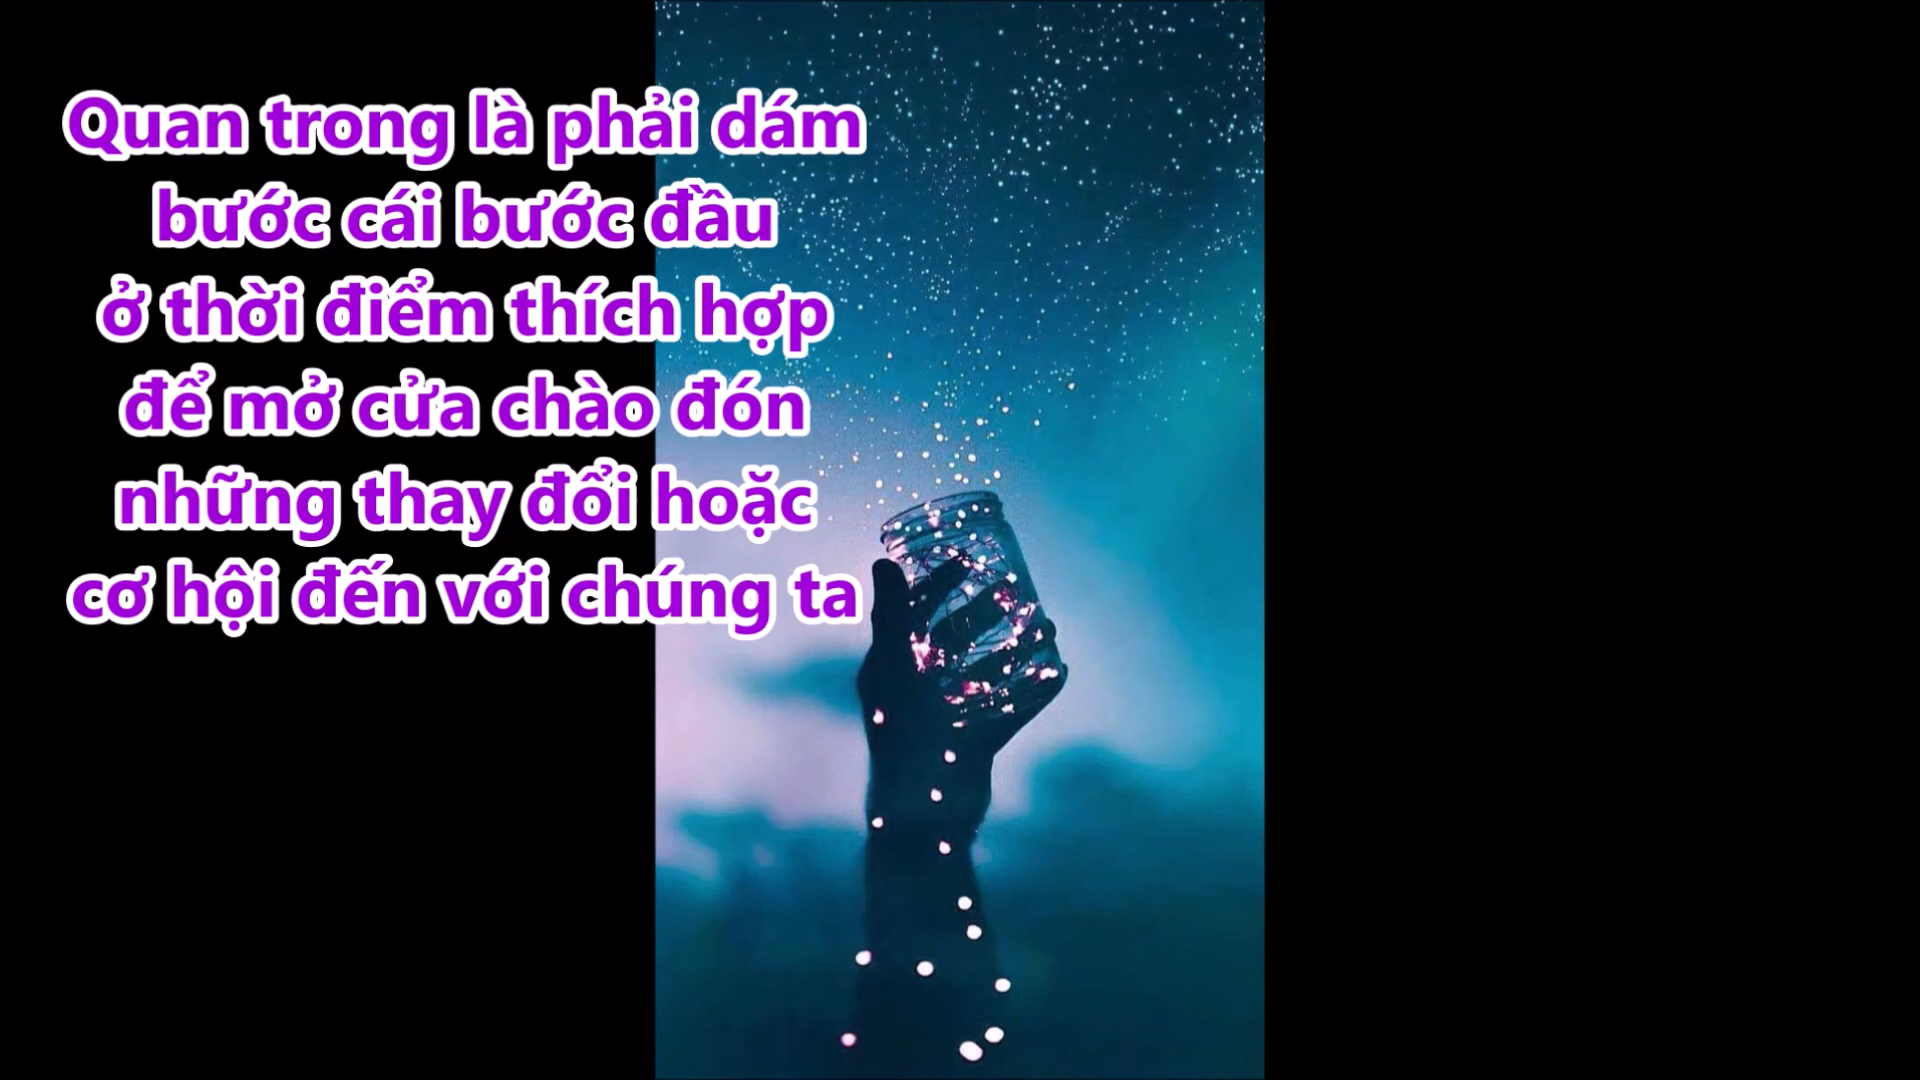 Quan trong là phải dám
bước cái bước đầu
ở thời điểm thích hợp
để mở cửa chào đón
những thay đổi hoặc
cơ hội đến với chúng ta